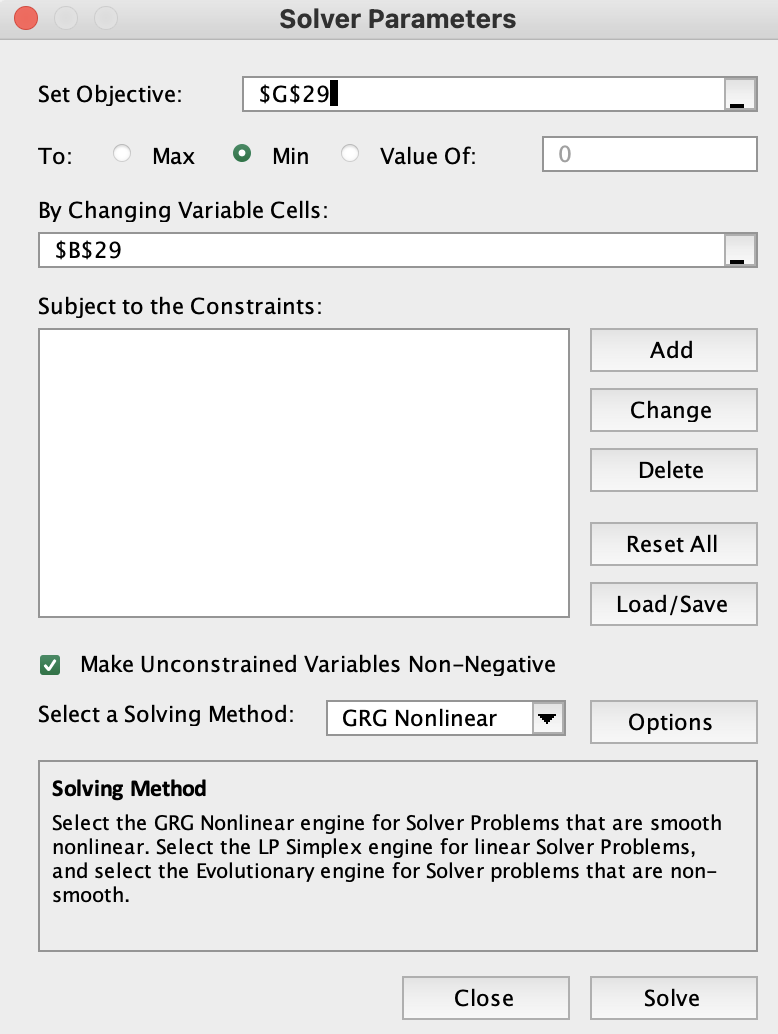 Solver Parameters
Set Objective:
$G$29
To:
Max
Min
Value Of:
0
By Changing Variable Cells:
$B$29
Subject to the Constraints:
Add
Change
Delete
Reset All
Load/Save
Make Unconstrained Variables Non-Negative
Select a Solving Method:
GRG Nonlinear
Options
Solving Method
Select the GRG Nonlinear engine for Solver Problems that are smooth
nonlinear. Select the LP Simplex engine for linear Solver Problems,
and select the Evolutionary engine for Solver problems that are non-
smooth.
Close
Solve